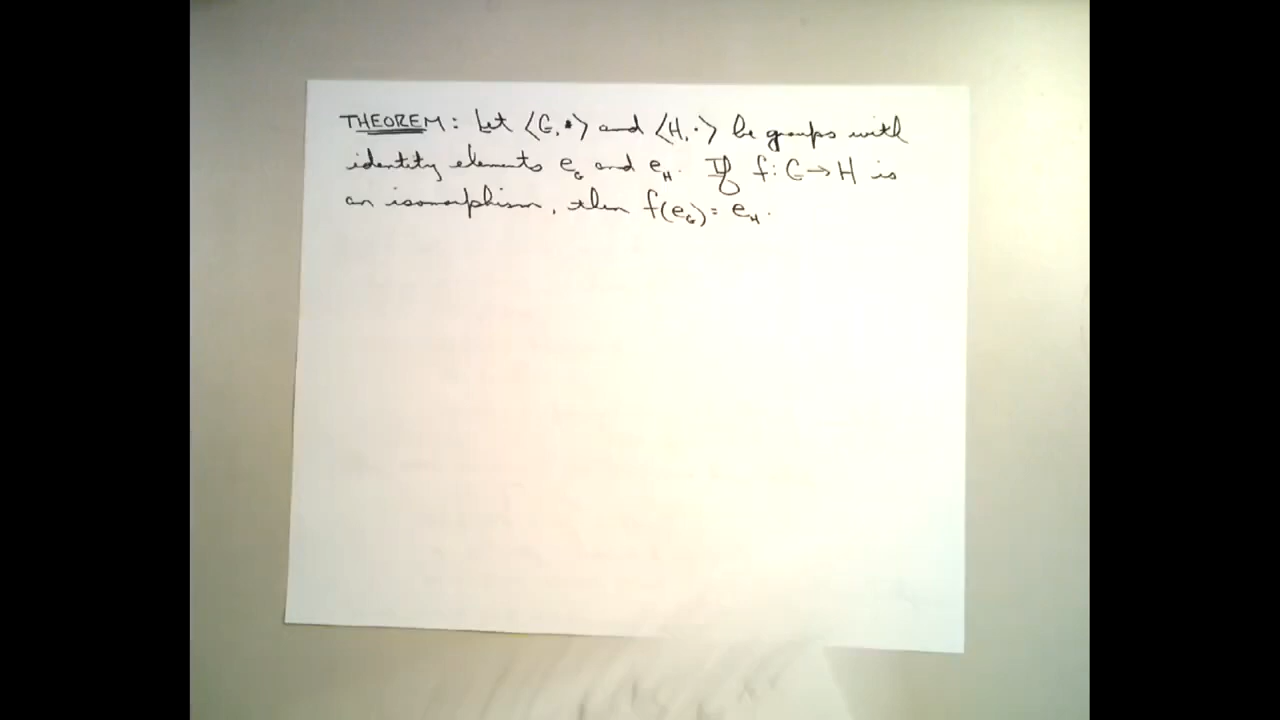 THEOREM: Let ⟨G, •⟩ and ⟨H, ·⟩ be groups with
identity elements e_G and e_H. If f: G → H is
an isomorphism, then f(e_G) = e_H.